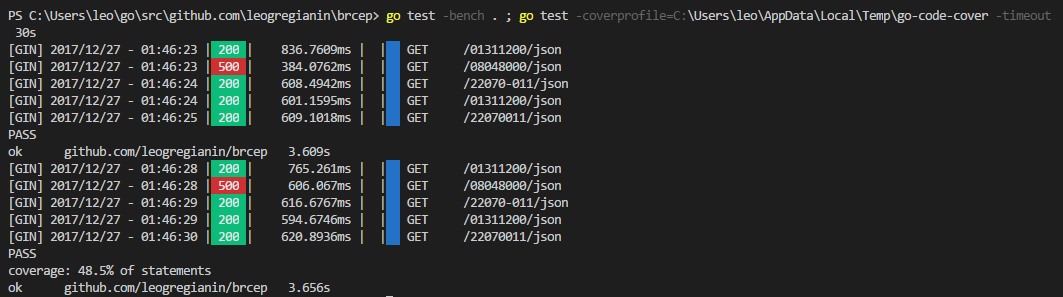 PS C:\Users\leo\go\src\github.com\leogregianin\brcep> go test -bench . ; go test -coverprofile=C:\Users\leo\AppData\Local\Temp\go-code-cover -timeout
30s
[GIN] 2017/12/27 - 01:46:23 | 200 | 836.7609ms | | GET /01311200/json
[GIN] 2017/12/27 - 01:46:23 | 500 | 384.0762ms | | GET /08048000/json
[GIN] 2017/12/27 - 01:46:24 | 200 | 608.4942ms | | GET /22070-011/json
[GIN] 2017/12/27 - 01:46:24 | 200 | 601.1595ms | | GET /01311200/json
[GIN] 2017/12/27 - 01:46:25 | 200 | 609.1018ms | | GET /22070011/json
PASS
ok github.com/leogregianin/brcep 3.609s
[GIN] 2017/12/27 - 01:46:28 | 200 | 765.261ms | | GET /01311200/json
[GIN] 2017/12/27 - 01:46:28 | 500 | 606.067ms | | GET /08048000/json
[GIN] 2017/12/27 - 01:46:29 | 200 | 616.6767ms | | GET /22070-011/json
[GIN] 2017/12/27 - 01:46:29 | 200 | 594.6746ms | | GET /01311200/json
[GIN] 2017/12/27 - 01:46:30 | 200 | 620.8936ms | | GET /22070011/json
PASS
coverage: 48.5% of statements
ok github.com/leogregianin/brcep 3.656s